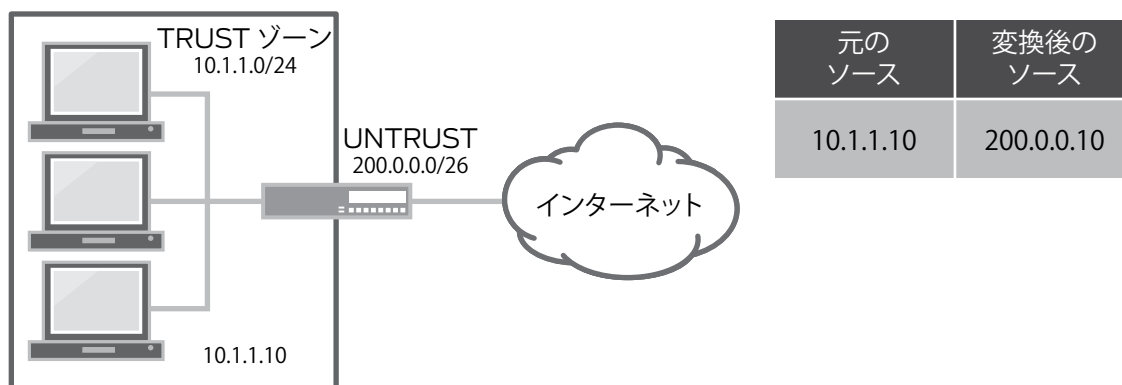 TRUST ゾーン
10.1.1.0/24
UNTRUST
200.0.0.0/26
インターネット
10.1.1.10
元の
ソース
変換後の
ソース
10.1.1.10
200.0.0.10